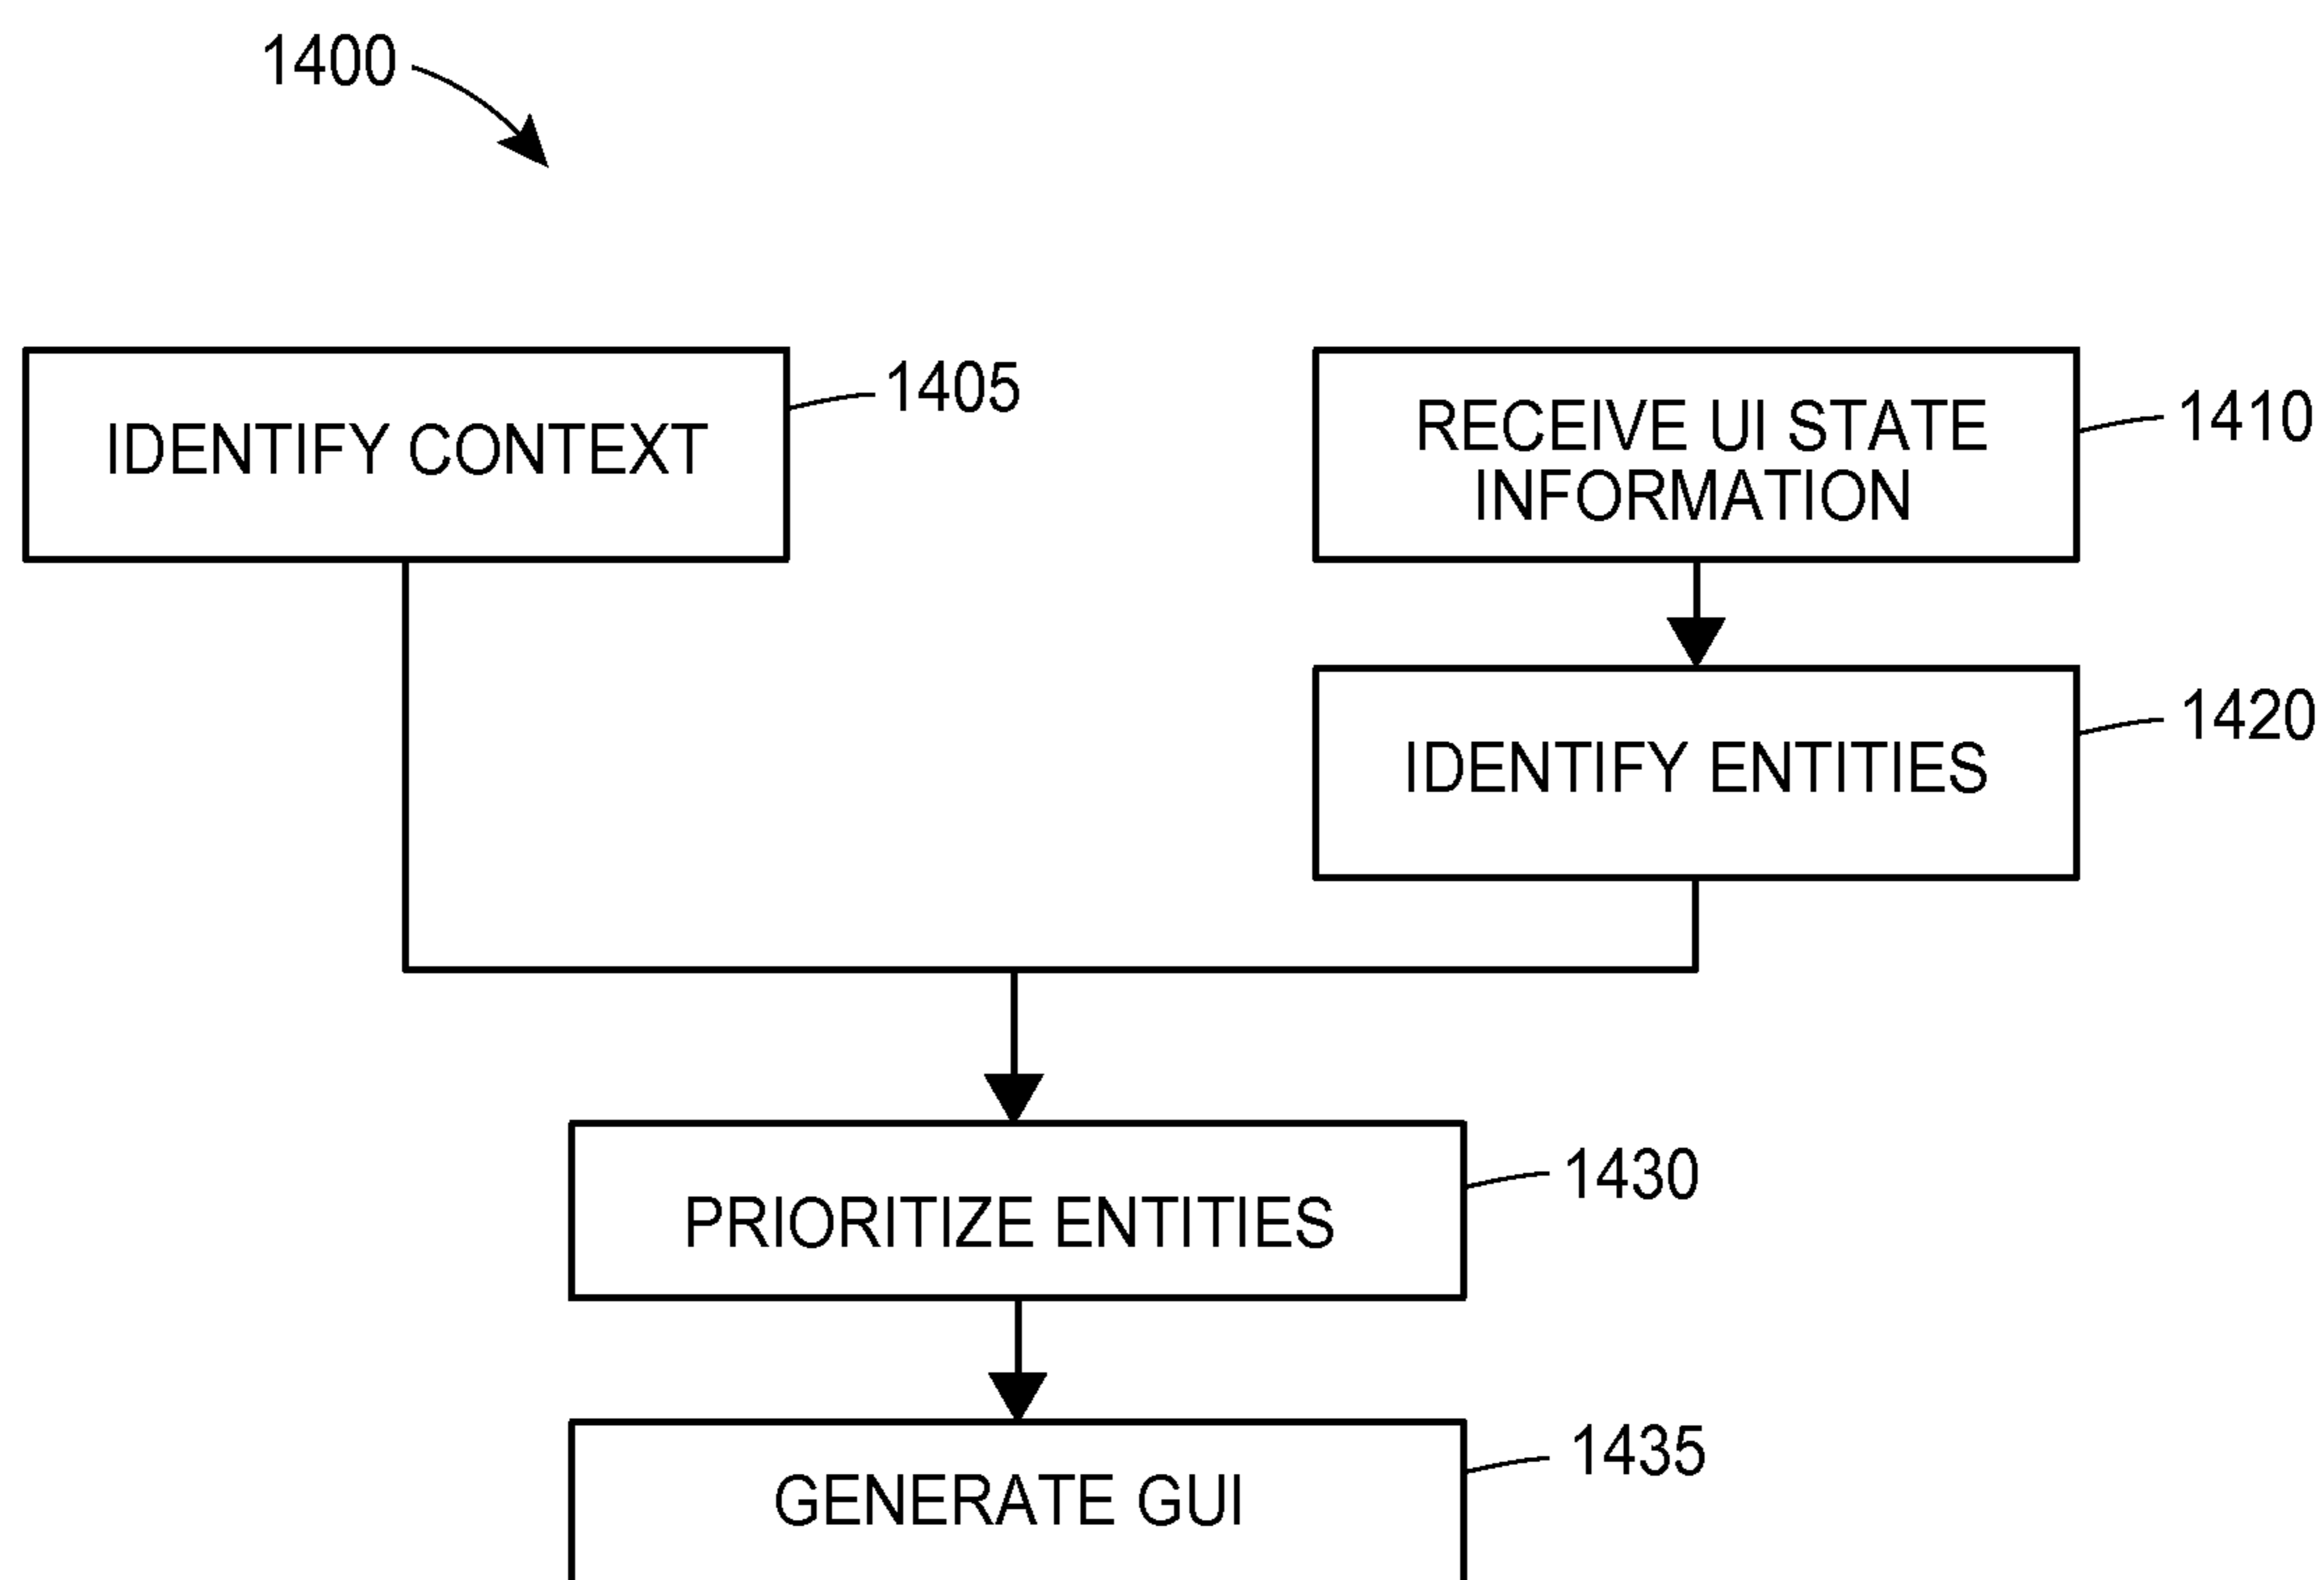 1400
IDENTIFY CONTEXT
1405
RECEIVE UI STATE
INFORMATION
1410
IDENTIFY ENTITIES
1420
PRIORITIZE ENTITIES
1430
GENERATE GUI
1435